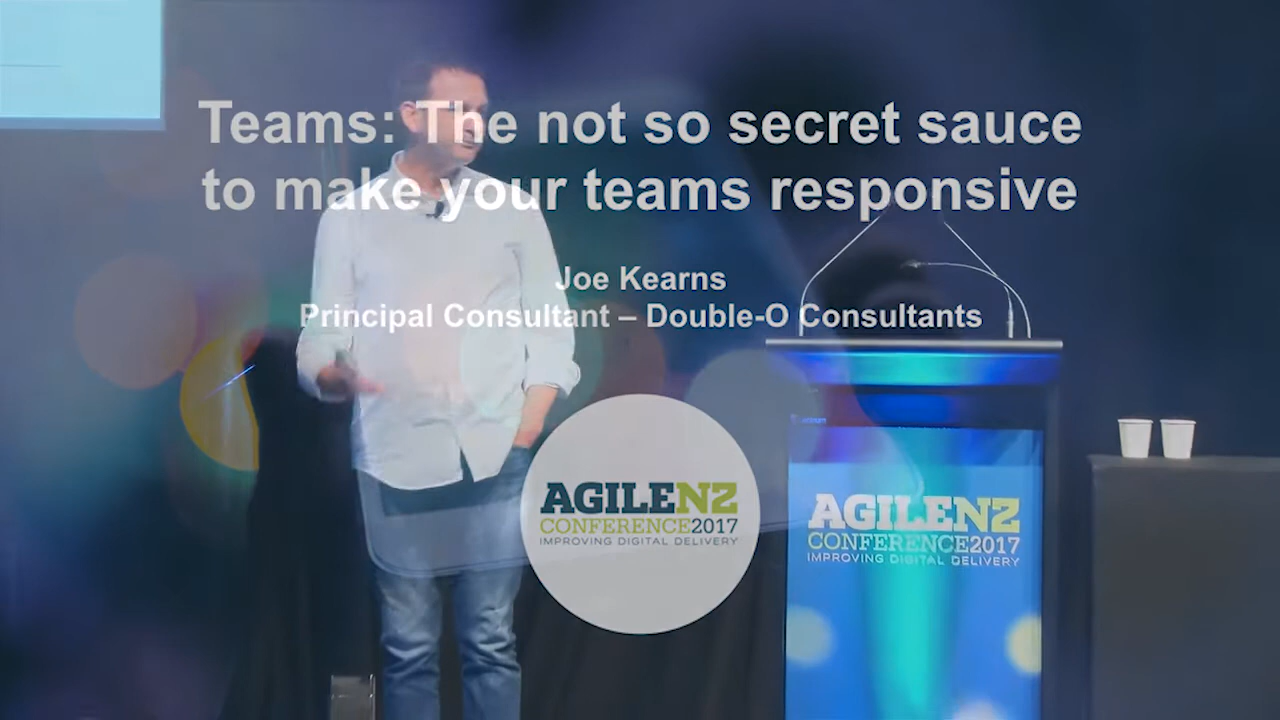 Teams: The not so secret sauce
to make your teams responsive
Joe Kearns
Principal Consultant – Double-O Consultants
AGILENZ
CONFERENCE2017
IMPROVING DIGITAL DELIVERY
AGILENZ
CONFERENCE2017
IMPROVING DIGITAL DELIVERY